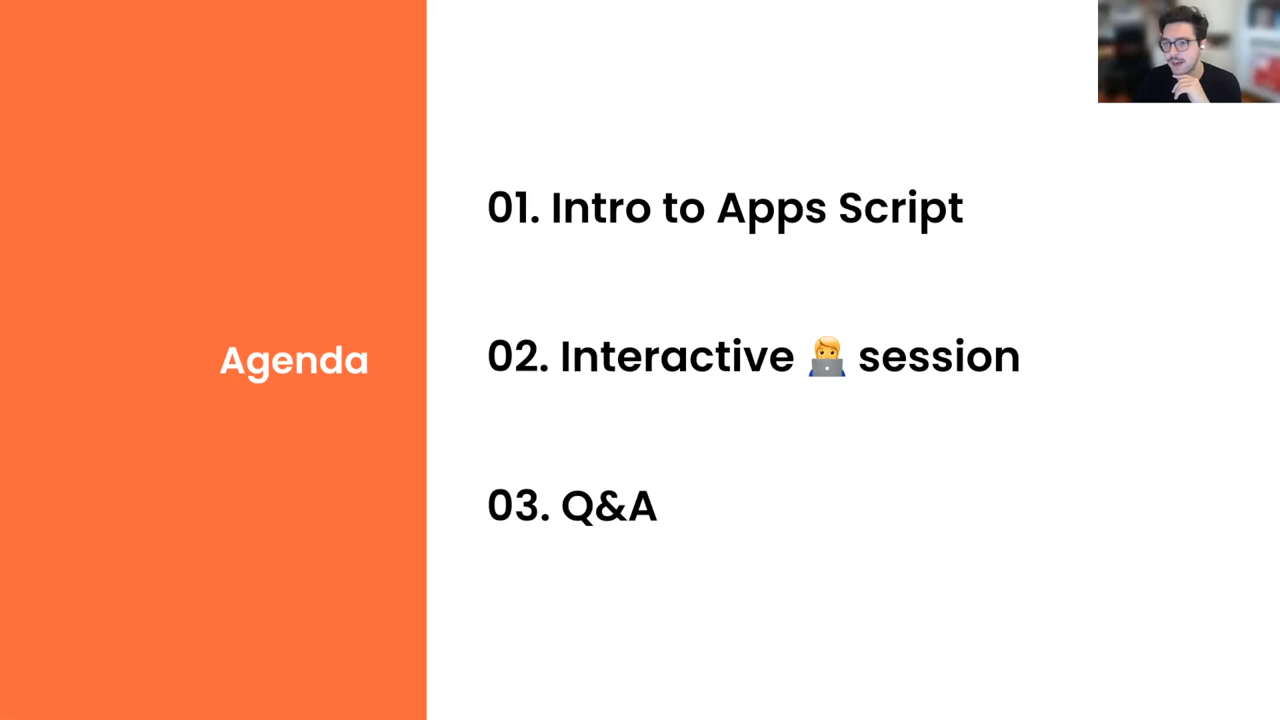 Agenda
01. Intro to Apps Script
02. Interactive 🧑‍💻 session
03. Q&A